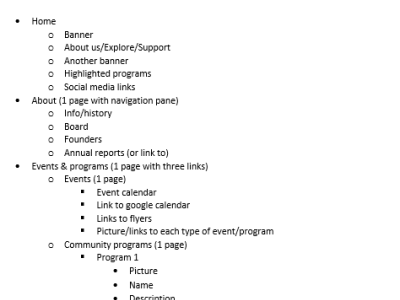 • Home
o Banner
o About us/Explore/Support
o Another banner
o Highlighted programs
o Social media links
• About (1 page with navigation pane)
o Info/history
o Board
o Founders
o Annual reports (or link to)
• Events & programs (1 page with three links)
o Events (1 page)
▪ Event calendar
▪ Link to google calendar
▪ Links to flyers
▪ Picture/links to each type of event/program
o Community programs (1 page)
▪ Program 1
• Picture
• Name
• Description